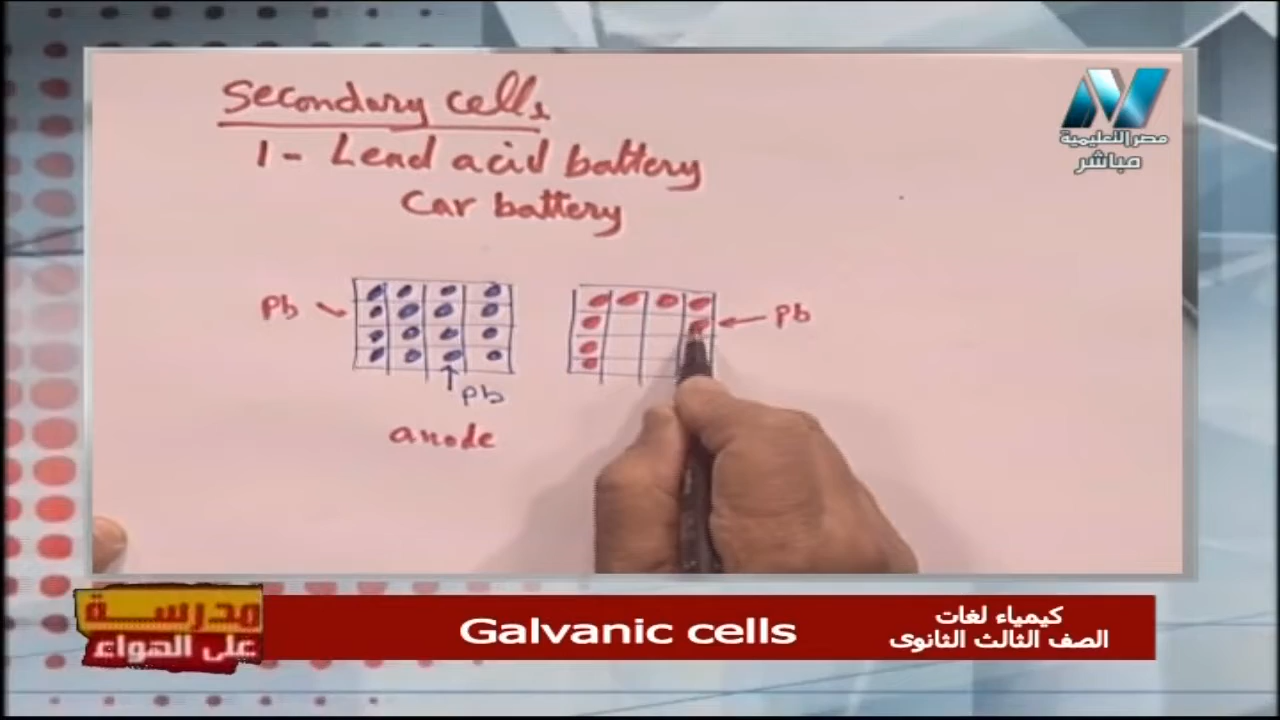 Secondary cells
1- Lead acid battery
Car battery
مصر التعليمية
مباشر
Pb
Pb
Pb
anode
مدرسة
على الهواء
Galvanic cells
كيمياء لغات
الصف الثالث الثانوى